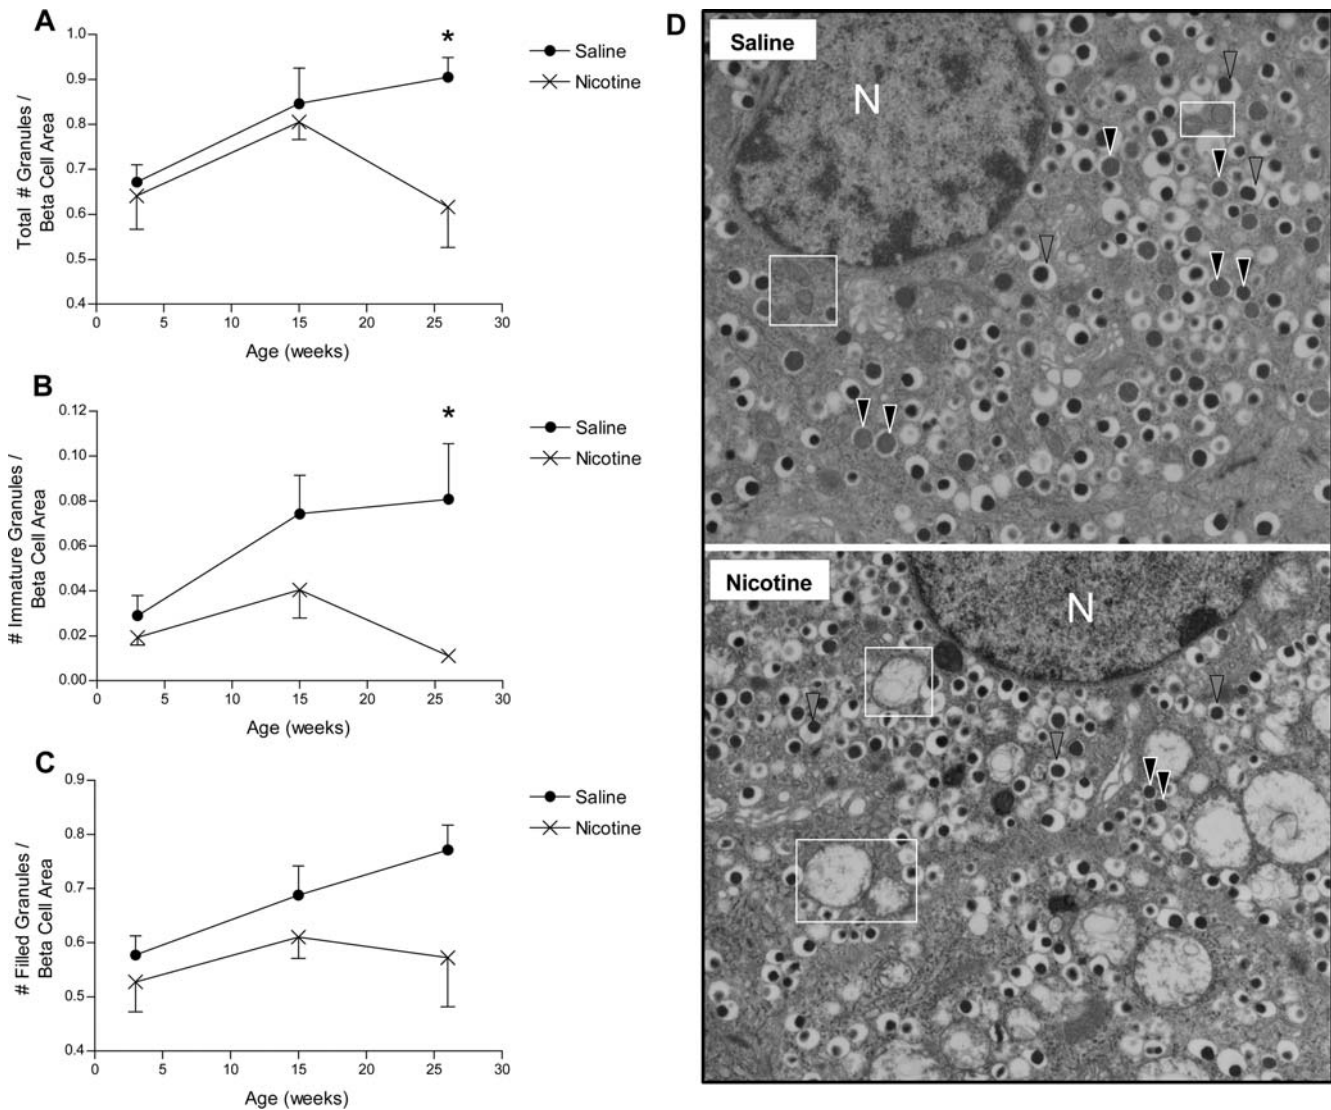 A
Total # Granules /
Beta Cell Area
1.0
0.9
0.8
0.7
0.6
0.5
0.4
0
5
10
15
20
25
30
Age (weeks)
*
Saline
Nicotine
B
# Immature Granules /
Beta Cell Area
0.12
0.10
0.08
0.06
0.04
0.02
0.00
0
5
10
15
20
25
30
Age (weeks)
*
Saline
Nicotine
C
# Filled Granules /
Beta Cell Area
0.9
0.8
0.7
0.6
0.5
0.4
0
5
10
15
20
25
30
Age (weeks)
Saline
Nicotine
D
Saline
N
Nicotine
N